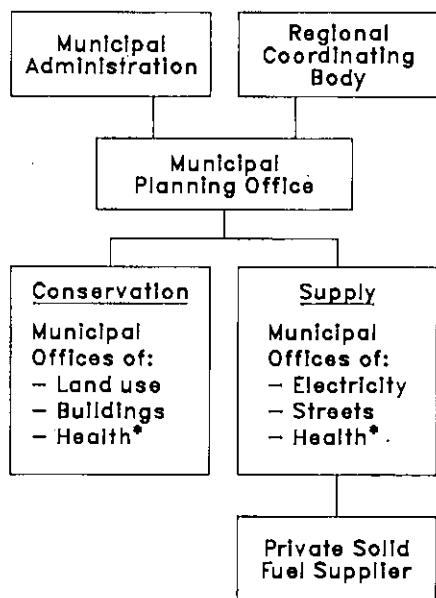 Municipal
Administration
Regional
Coordinating
Body
Municipal
Planning Office
Conservation
Municipal
Offices of:
– Land use
– Buildings
– Health*
Supply
Municipal
Offices of:
– Electricity
– Streets
– Health*
Private Solid
Fuel Supplier